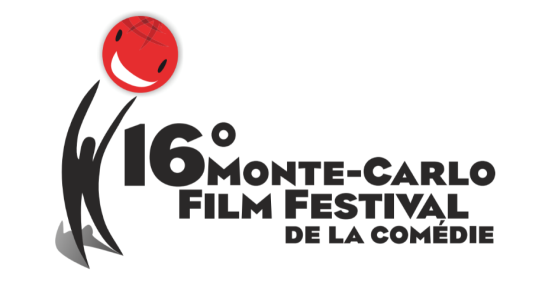 16° MONTE-CARLO
FILM FESTIVAL
DE LA COMÉDIE